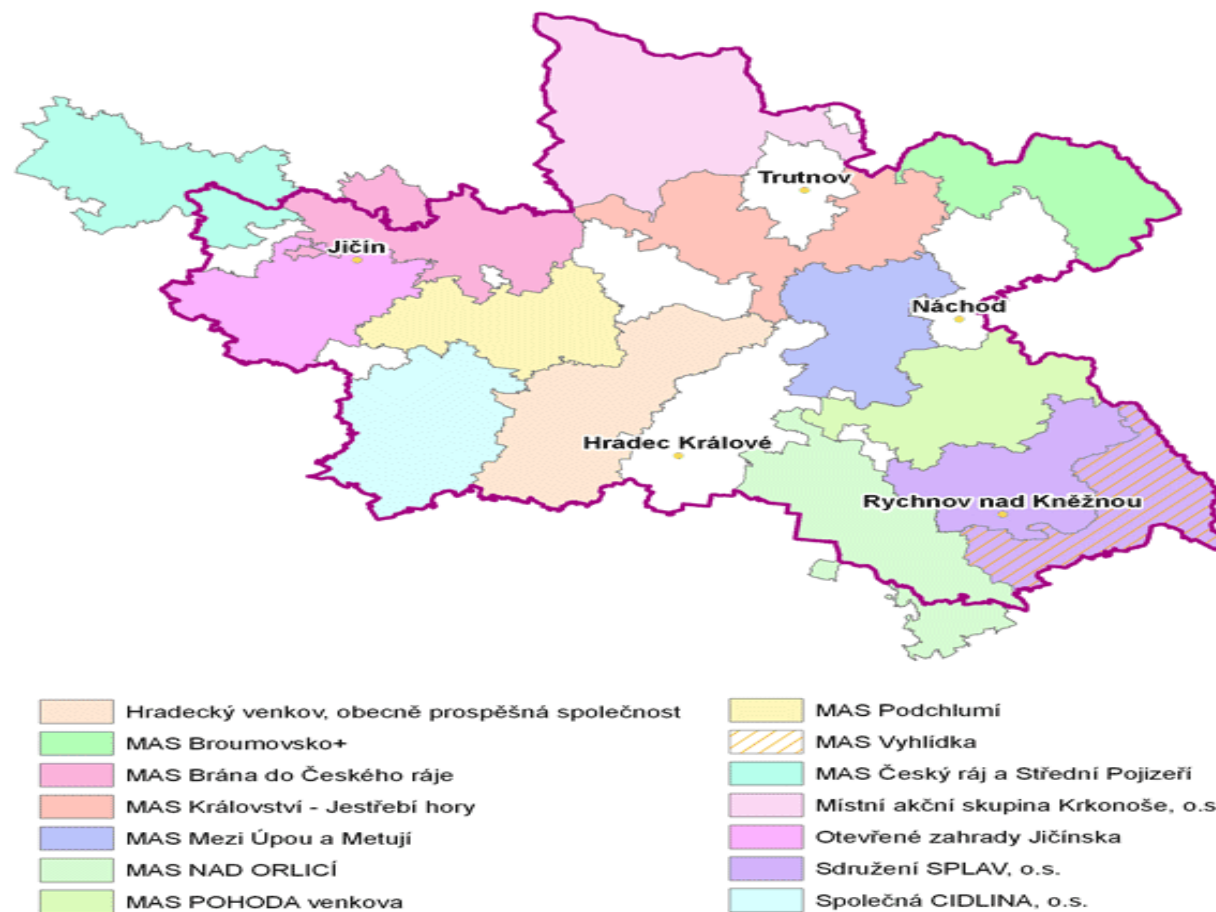 Trutnov
Jičín
Náchod
Hradec Králové
Rychnov nad Kněžnou
Hradecký venkov, obecně prospěšná společnost
MAS Broumovsko+
MAS Brána do Českého ráje
MAS Království - Jestřebí hory
MAS Mezi Úpou a Metují
MAS NAD ORLICÍ
MAS POHODA venkova
MAS Podchlumí
MAS Vyhlídka
MAS Český ráj a Střední Pojizeří
Místní akční skupina Krkonoše, o.s
Otevřené zahrady Jičínska
Sdružení SPLAV, o.s.
Společná CIDLINA, o.s.